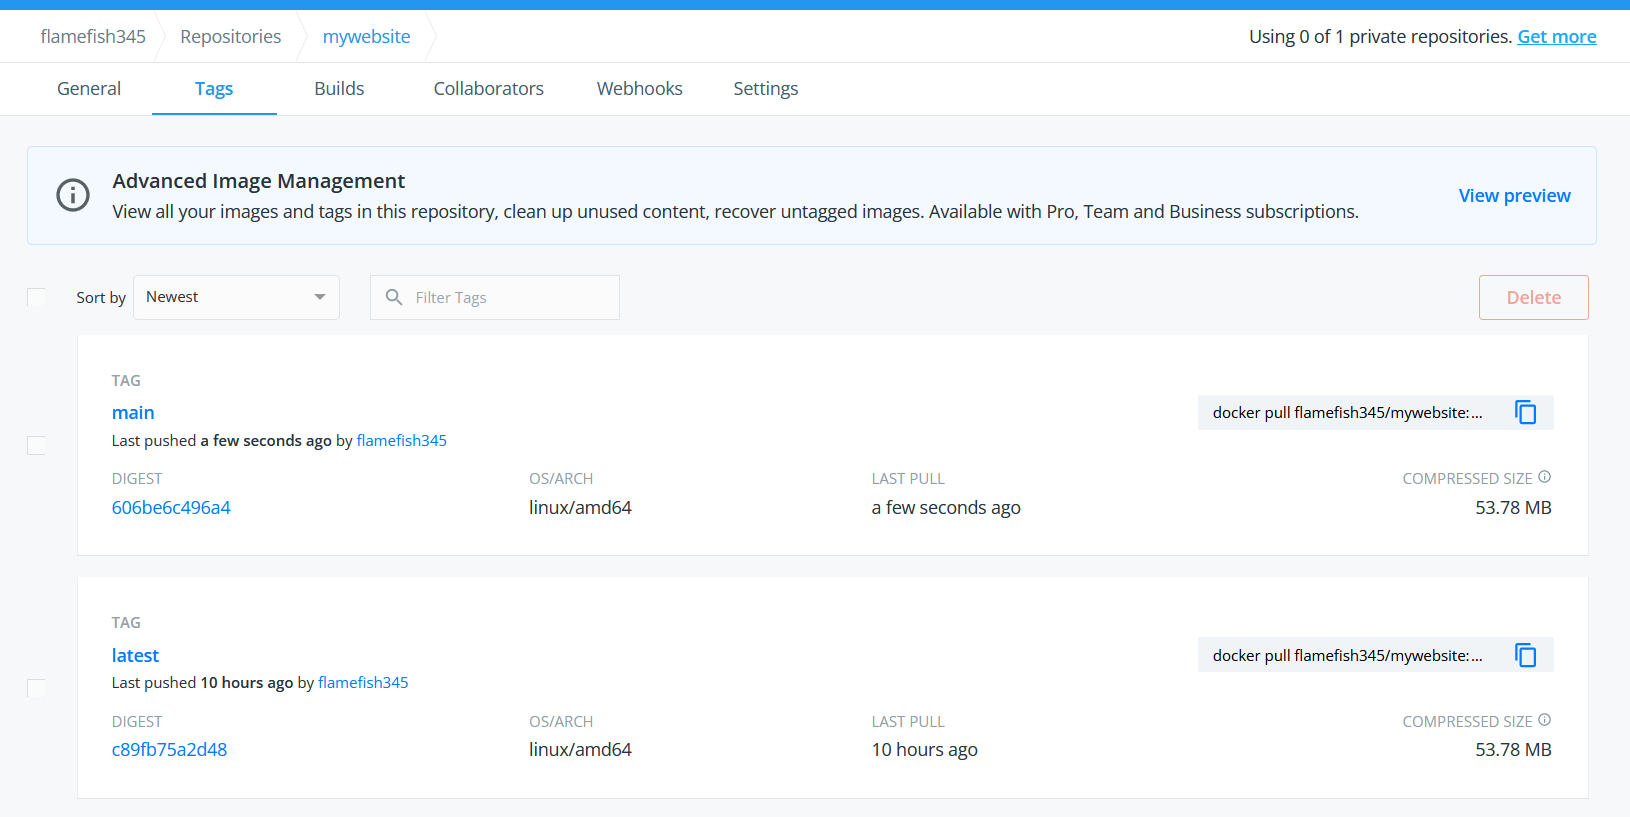 flamefish345 Repositories mywebsite Using 0 of 1 private repositories. Get more
General Tags Builds Collaborators Webhooks Settings
Advanced Image Management
View all your images and tags in this repository, clean up unused content, recover untagged images. Available with Pro, Team and Business subscriptions.
View preview
Sort by Newest Filter Tags Delete
TAG
main
docker pull flamefish345/mywebsite:...
Last pushed a few seconds ago by flamefish345
DIGEST OS/ARCH LAST PULL COMPRESSED SIZE
606be6c496a4 linux/amd64 a few seconds ago 53.78 MB
TAG
latest
docker pull flamefish345/mywebsite:...
Last pushed 10 hours ago by flamefish345
DIGEST OS/ARCH LAST PULL COMPRESSED SIZE
c89fb75a2d48 linux/amd64 10 hours ago 53.78 MB